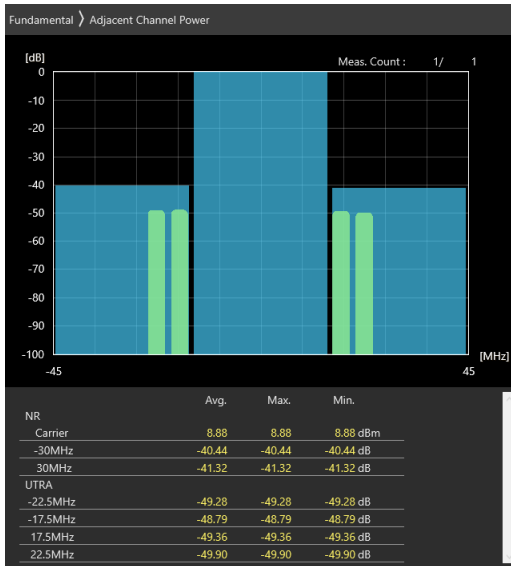 Fundamental 〉 Adjacent Channel Power
[dB]
Meas. Count : 1/ 1
0
-10
-20
-30
-40
-50
-60
-70
-80
-90
-100
[MHz]
-45 45
Avg. Max. Min.
NR
Carrier 8.88 8.88 8.88 dBm
-30MHz -40.44 -40.44 -40.44 dB
30MHz -41.32 -41.32 -41.32 dB
UTRA
-22.5MHz -49.28 -49.28 -49.28 dB
-17.5MHz -48.79 -48.79 -48.79 dB
17.5MHz -49.36 -49.36 -49.36 dB
22.5MHz -49.90 -49.90 -49.90 dB